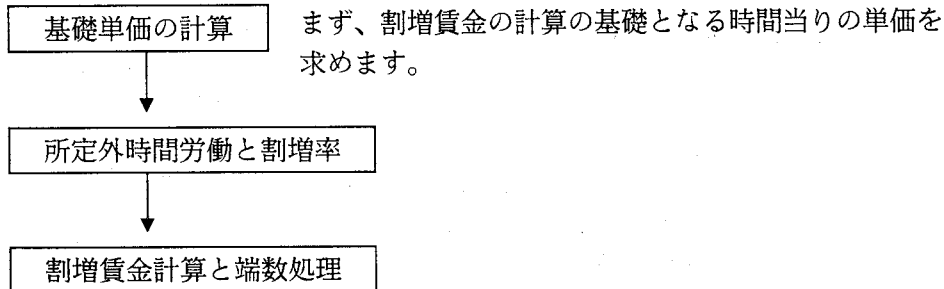 基礎単価の計算
まず、割増賃金の計算の基礎となる時間当りの単価を
求めます。
所定外時間労働と割増率
割増賃金計算と端数処理